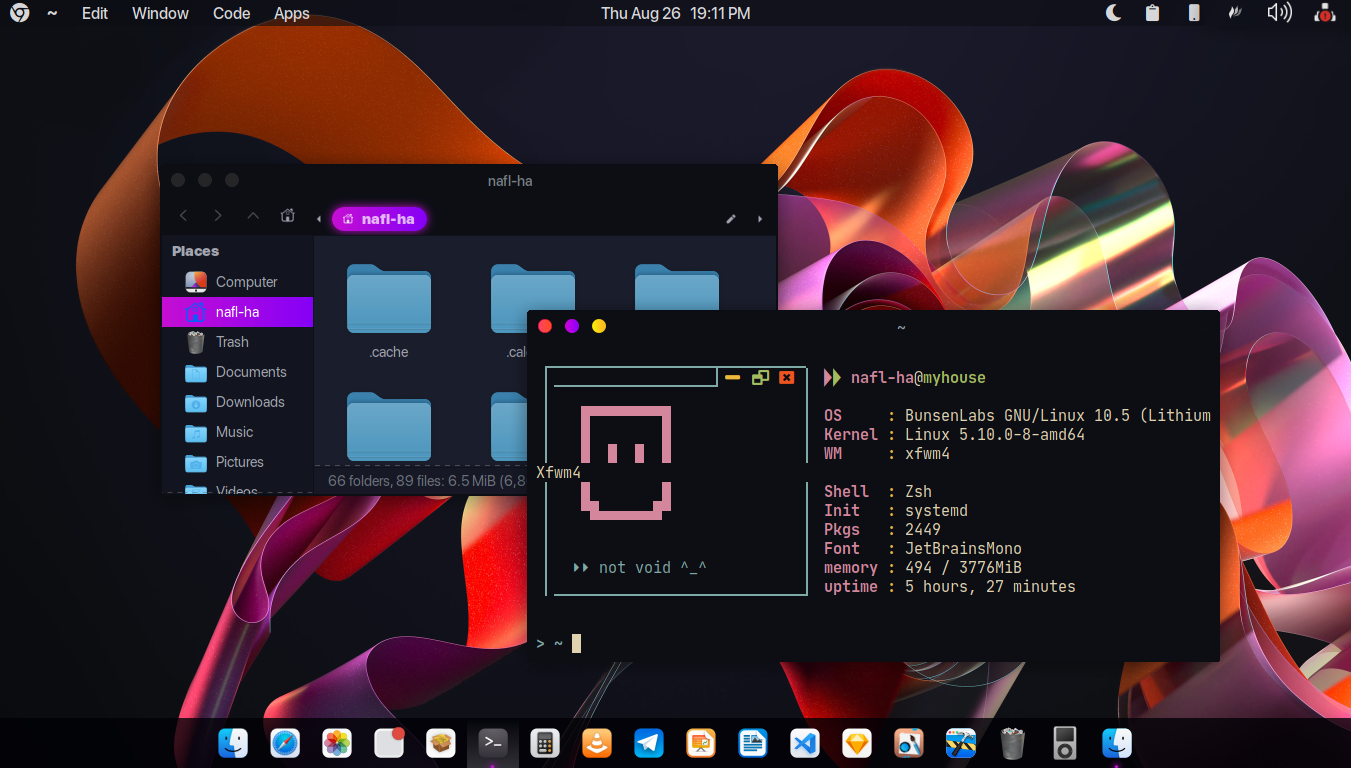 ~ Edit Window Code Apps Thu Aug 26 19:11 PM
nafl-ha
nafl-ha
Places
Computer
nafl-ha
Trash
Documents
Downloads
Music
Pictures
Videos
.cache
66 folders, 89 files: 6.5 MiB (6,8
~
Xfwm4
not void ^_^
nafl-ha@myhouse
OS : BunsenLabs GNU/Linux 10.5 (Lithium
Kernel : Linux 5.10.0-8-amd64
WM : xfwm4
Shell : Zsh
Init : systemd
Pkgs : 2449
Font : JetBrainsMono
memory : 494 / 3776MiB
uptime : 5 hours, 27 minutes
> ~